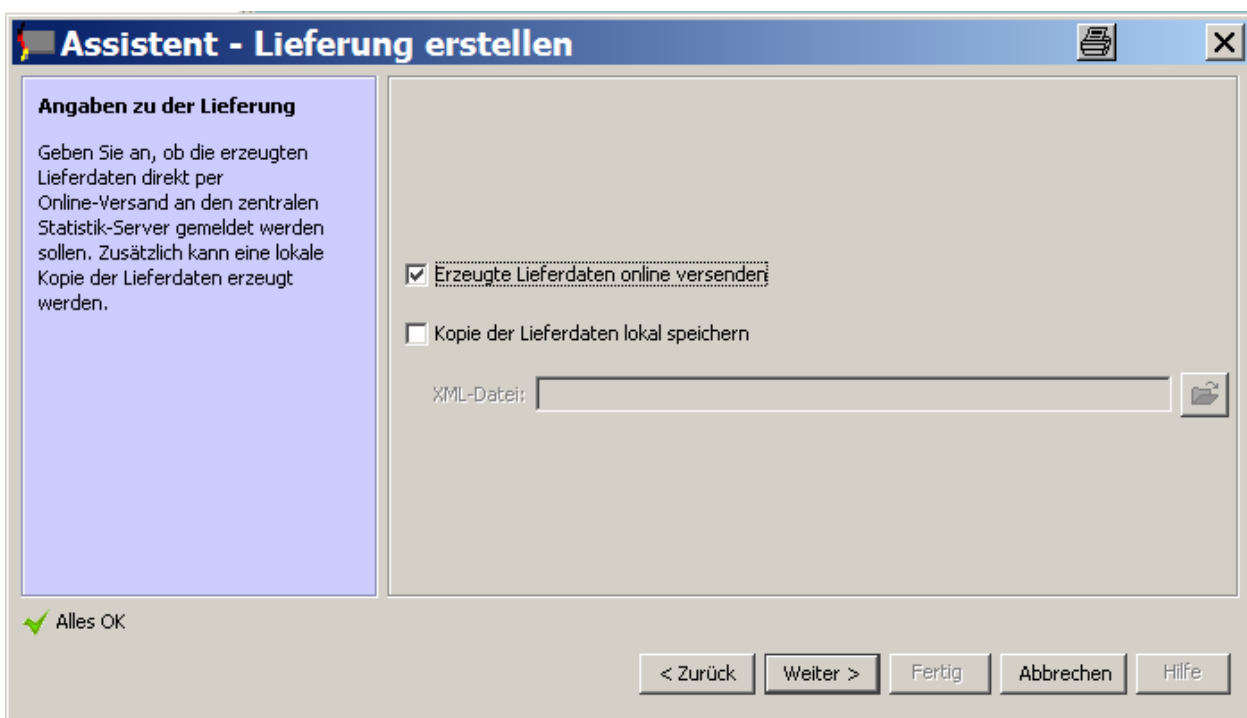 Assistent - Lieferung erstellen
Angaben zu der Lieferung
Geben Sie an, ob die erzeugten
Lieferdaten direkt per
Online-Versand an den zentralen
Statistik-Server gemeldet werden
sollen. Zusätzlich kann eine lokale
Kopie der Lieferdaten erzeugt
werden.
Erzeugte Lieferdaten online versenden
Kopie der Lieferdaten lokal speichern
XML-Datei:
Alles OK
< Zurück Weiter > Fertig Abbrechen Hilfe